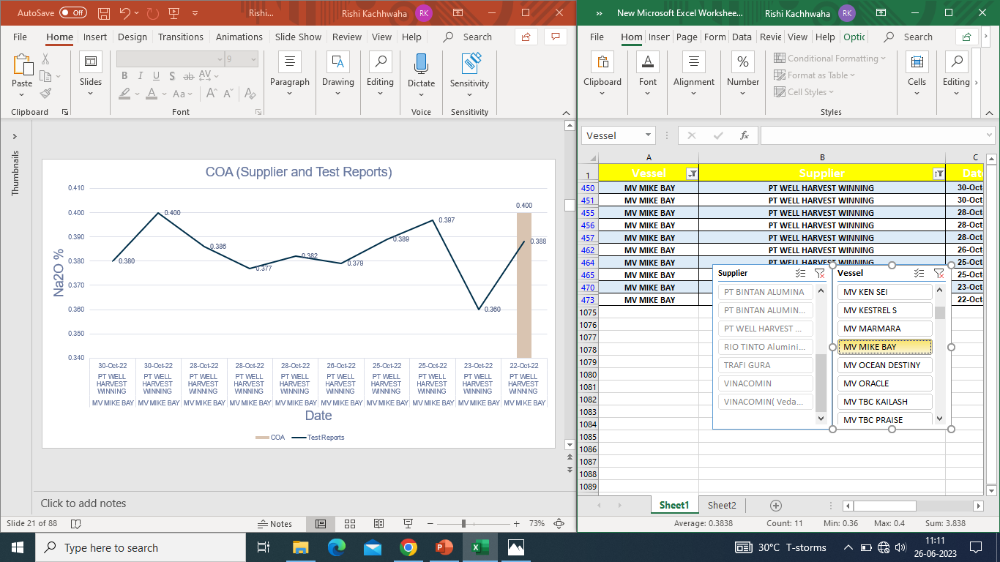 AutoSave Off Rishi... Rishi Kachhwaha RK
File Home Insert Design Transitions Animations Slide Show Review View Help Search
Paste Slides 9 Paragraph Drawing Editing Dictate Sensitivity
B I U S ab AV
A Aa A A A
Clipboard Font Voice Sensitivity
Thumbnails
COA (Supplier and Test Reports)
Na2O %
0.410
0.400 0.400 0.400
0.390 0.386 0.389 0.397 0.388
0.380 0.380 0.377 0.382 0.379
0.370
0.360 0.360
0.350
0.340
30-Oct-22 30-Oct-22 28-Oct-22 28-Oct-22 28-Oct-22 26-Oct-22 25-Oct-22 25-Oct-22 23-Oct-22 22-Oct-22
PT WELL PT WELL PT WELL PT WELL PT WELL PT WELL PT WELL PT WELL PT WELL PT WELL
HARVEST HARVEST HARVEST HARVEST HARVEST HARVEST HARVEST HARVEST HARVEST HARVEST
WINNING WINNING WINNING WINNING WINNING WINNING WINNING WINNING WINNING WINNING
MV MIKE BAY MV MIKE BAY MV MIKE BAY MV MIKE BAY MV MIKE BAY MV MIKE BAY MV MIKE BAY MV MIKE BAY MV MIKE BAY MV MIKE BAY
Date
COA Test Reports
Click to add notes
Slide 21 of 88 Notes 73%
New Microsoft Excel Workshee... Rishi Kachhwaha RK
File Hom Inser Page Form Data Revie View Help Optic Search
Clipboard Font Alignment Number Conditional Formatting Cells Editing
Format as Table
Cell Styles
Styles
Vessel fx
A B C
1 Vessel Supplier Dat
450 MV MIKE BAY PT WELL HARVEST WINNING 30-Oct
451 MV MIKE BAY PT WELL HARVEST WINNING 30-Oct
455 MV MIKE BAY PT WELL HARVEST WINNING 28-Oct
456 MV MIKE BAY PT WELL HARVEST WINNING 28-Oct
457 MV MIKE BAY PT WELL HARVEST WINNING 28-Oct
462 MV MIKE BAY PT WELL HARVEST WINNING 26-Oct
464 MV MIKE BAY PT WELL HARVEST WINNING 25-Oct
465 MV MIKE BAY 25-Oct
470 MV MIKE BAY 23-Oct
473 MV MIKE BAY 22-Oct
1075
1076
1077
1078
1079
1080
1081
1082
1083
1084
1085
1086
1087
1088
1089
Supplier
PT BINTAN ALUMINA
PT BINTAN ALUMIN...
PT WELL HARVEST ...
RIO TINTO Alumini...
TRAFI GURA
VINACOMIN
VINACOMIN( Veda...
Vessel
MV KEN SEI
MV KESTREL S
MV MARMARA
MV MIKE BAY
MV OCEAN DESTINY
MV ORACLE
MV TBC KAILASH
MV TBC PRAISE
Sheet1 Sheet2
Average: 0.3838 Count: 11 Min: 0.36 Max: 0.4 Sum: 3.838
Type here to search
30°C T-storms
11:11
26-06-2023